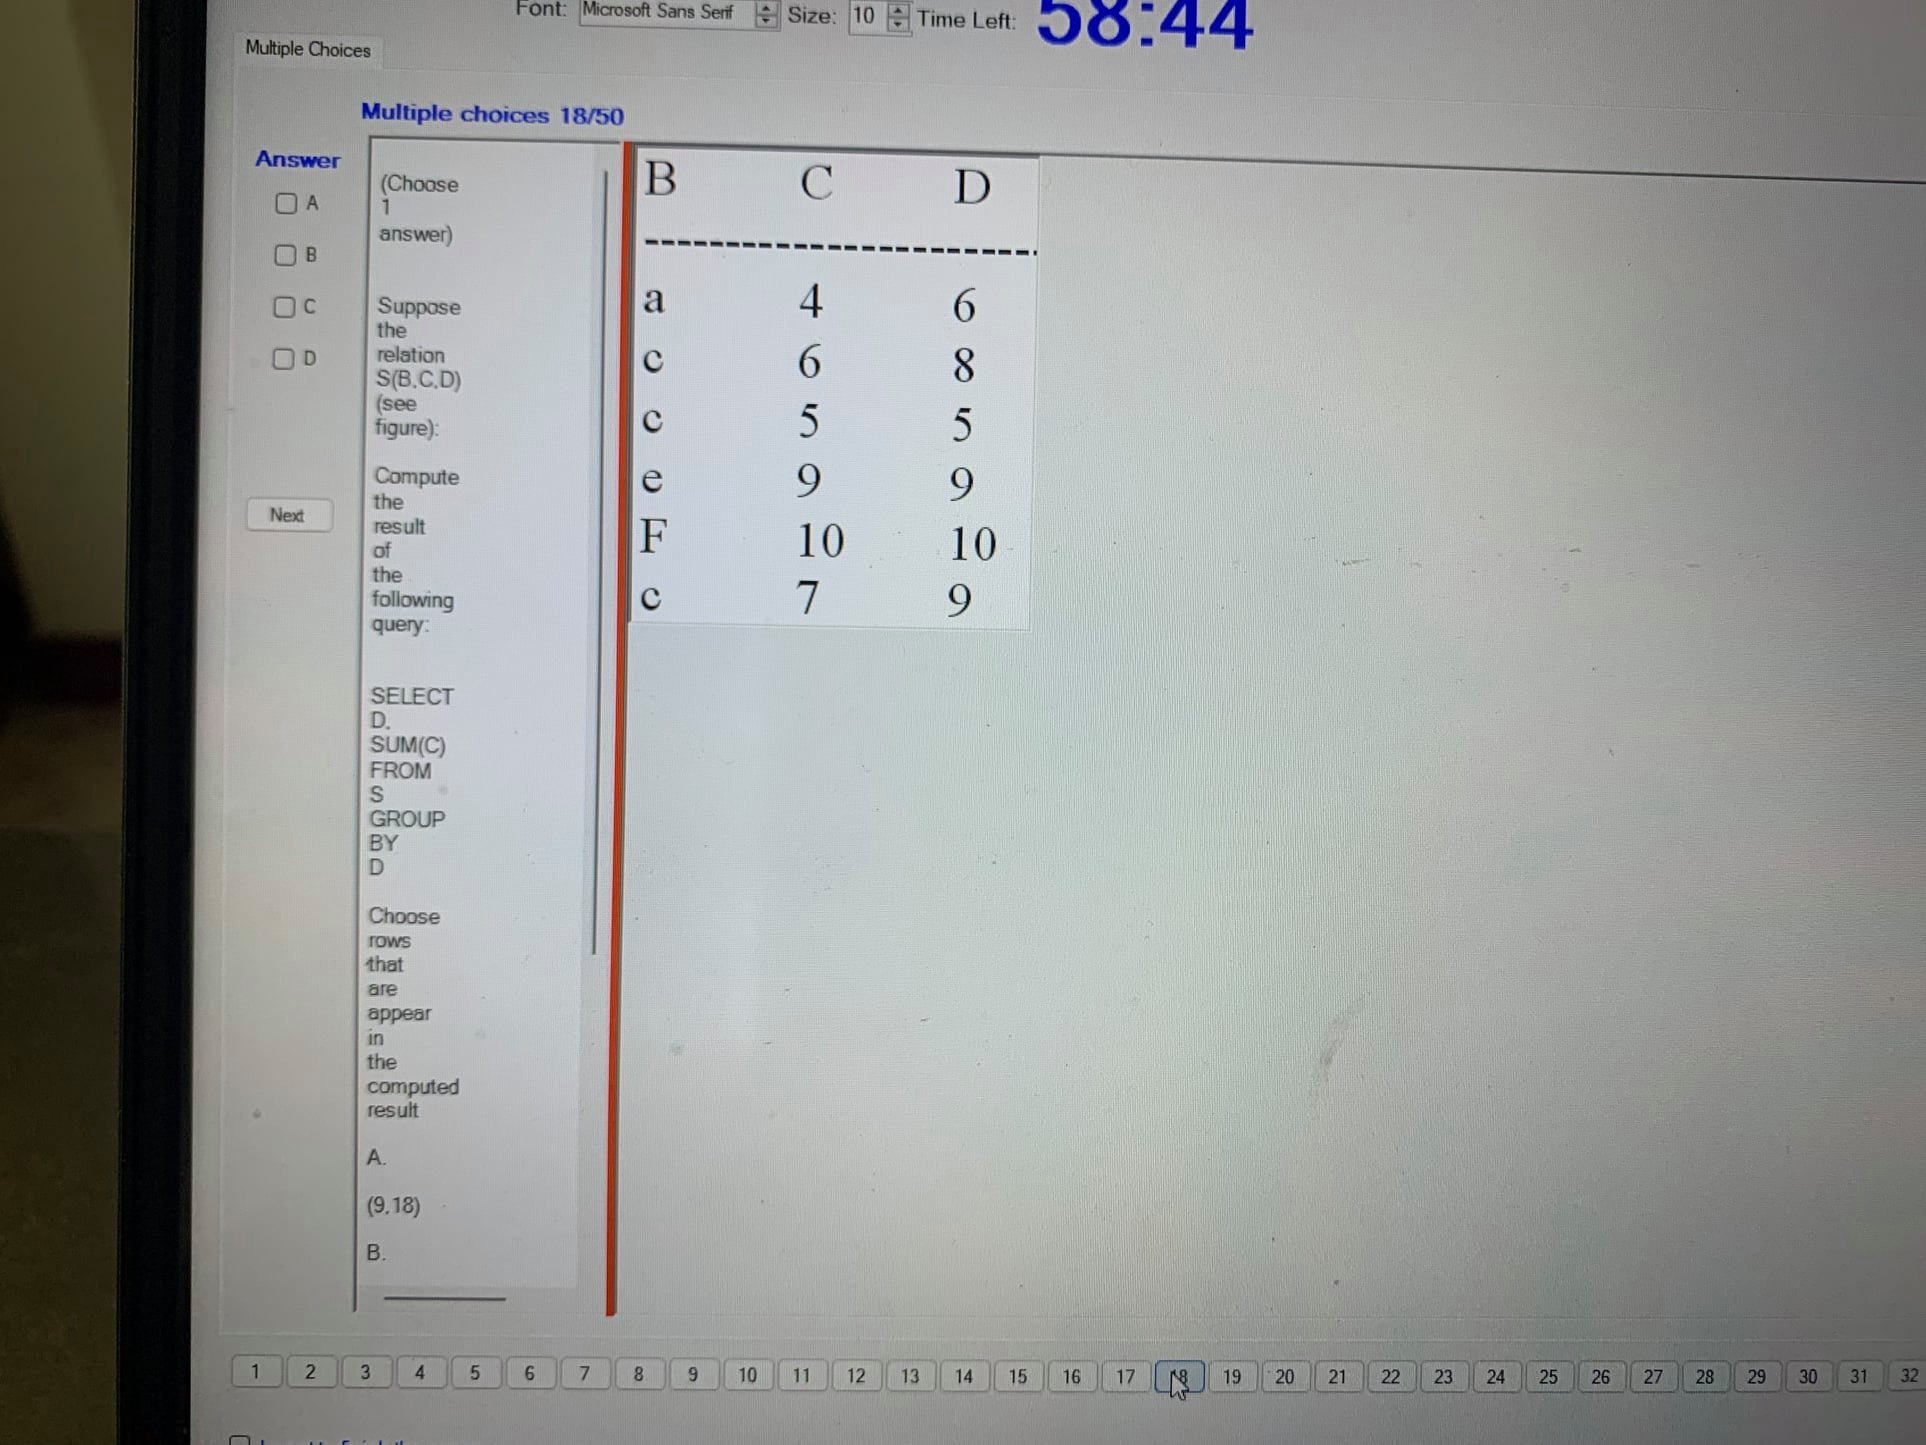 Font: Microsoft Sans Serif Size: 10 Time Left: 58:44
Multiple Choices
Multiple choices 18/50
Answer
A
B
C
D
Next
(Choose
1
answer)
Suppose
the
relation
S(B,C,D)
(see
figure):
Compute
the
result
of
the
following
query:
SELECT
D,
SUM(C)
FROM
S
GROUP
BY
D
Choose
rows
that
are
appear
in
the
computed
result
A.
(9,18)
B.
B C D
a 4 6
c 6 8
c 5 5
e 9 9
F 10 10
c 7 9
1 2 3 4 5 6 7 8 9 10 11 12 13 14 15 16 17 18 19 20 21 22 23 24 25 26 27 28 29 30 31 32